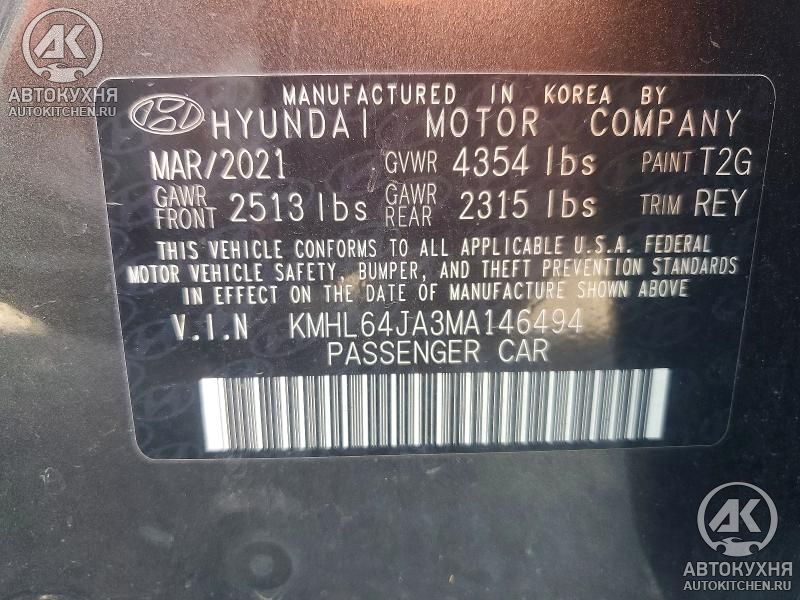 AK
АВТОКУХНЯ
AUTOKITCHEN.RU
MANUFACTURED IN KOREA BY
HYUNDAI MOTOR COMPANY
MAR/2021 GVWR 4354 lbs PAINT T2G
GAWR FRONT 2513 lbs GAWR REAR 2315 lbs TRIM REY
THIS VEHICLE CONFORMS TO ALL APPLICABLE U.S.A. FEDERAL
MOTOR VEHICLE SAFETY, BUMPER, AND THEFT PREVENTION STANDARDS
IN EFFECT ON THE DATE OF MANUFACTURE SHOWN ABOVE
V.I.N KMHL64JA3MA146494
PASSENGER CAR
AK
АВТОКУХНЯ
AUTOKITCHEN.RU